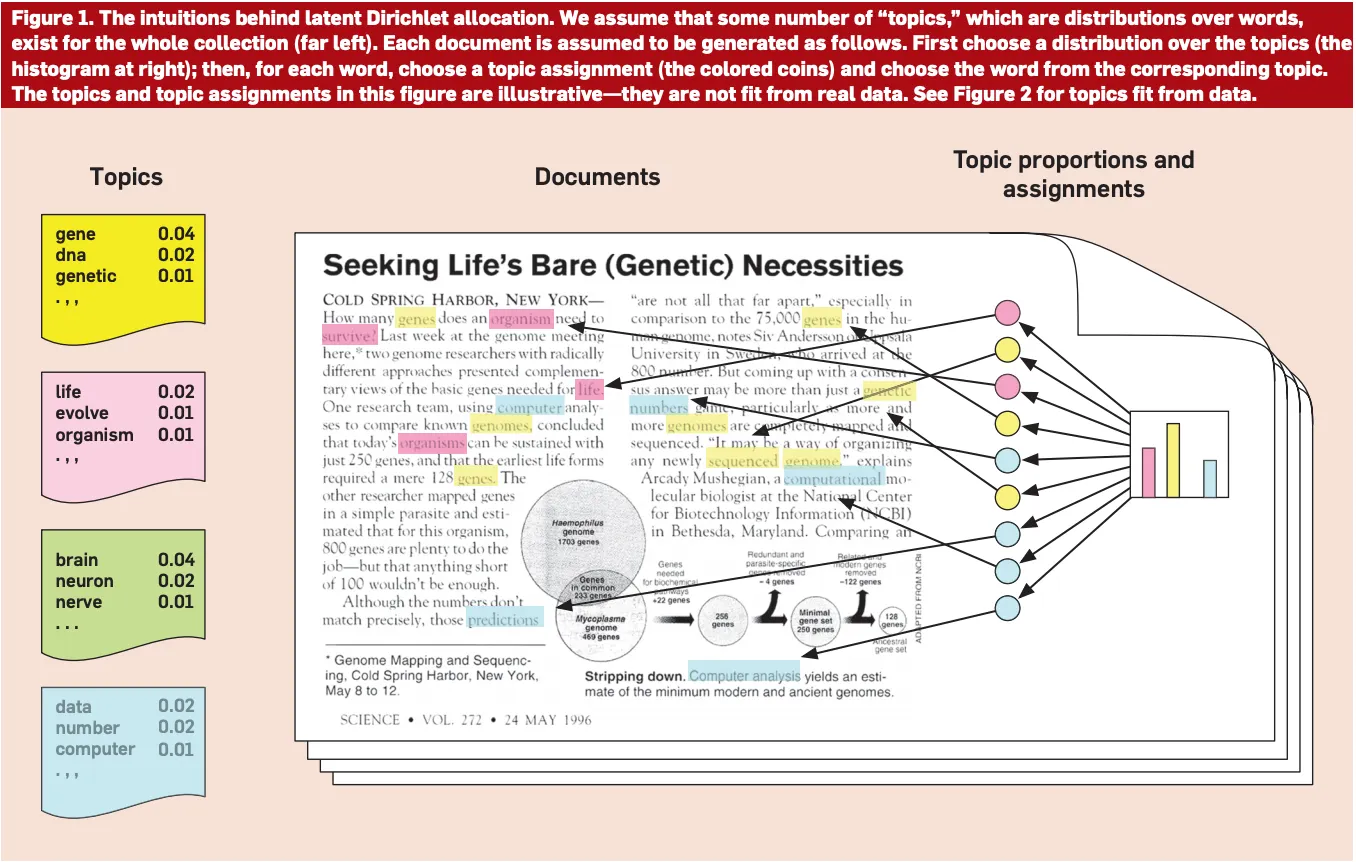 Figure 1. The intuitions behind latent Dirichlet allocation. We assume that some number of “topics,” which are distributions over words,
exist for the whole collection (far left). Each document is assumed to be generated as follows. First choose a distribution over the topics (the
histogram at right); then, for each word, choose a topic assignment (the colored coins) and choose the word from the corresponding topic.
The topics and topic assignments in this figure are illustrative—they are not fit from real data. See Figure 2 for topics fit from data.
Topics
gene 0.04
dna 0.02
genetic 0.01
. , ,
life 0.02
evolve 0.01
organism 0.01
. , ,
brain 0.04
neuron 0.02
nerve 0.01
. . .
data 0.02
number 0.02
computer 0.01
. , ,
Documents
Seeking Life’s Bare (Genetic) Necessities
COLD SPRING HARBOR, NEW YORK—
How many genes does an organism need to
survive? Last week at the genome meeting
here,* two genome researchers with radically
different approaches presented complemen-
tary views of the basic genes needed for life.
One research team, using computer analy-
ses to compare known genomes, concluded
that today’s organisms can be sustained with
just 250 genes, and that the earliest life forms
required a mere 128 genes. The
other researcher mapped genes
in a simple parasite and esti-
mated that for this organism,
800 genes are plenty to do the
job—but that anything short
of 100 wouldn’t be enough.
Although the numbers don’t
match precisely, those predictions
* Genome Mapping and Sequenc-
ing, Cold Spring Harbor, New York,
May 8 to 12.
“are not all that far apart,” especially in
comparison to the 75,000 genes in the hu-
man genome, notes Siv Andersson of Uppsala
University in Sweden, who arrived at the
800 number. But coming up with a consen-
sus answer may be more than just a genetic
numbers game, particularly as more and
more genomes are completely mapped and
sequenced. “It may be a way of organizing
any newly sequenced genome,” explains
Arcady Mushegian, a computational mo-
lecular biologist at the National Center
for Biotechnology Information (NCBI)
in Bethesda, Maryland. Comparing an
Haemophilus
genome
1703 genes
Genes
in common
233 genes
Mycoplasma
genome
469 genes
Genes
needed
for biochemical
pathways
+22 genes
256
genes
Redundant and
parasite-specific
genes removed
– 4 genes
Minimal
gene set
250 genes
Related and
modern genes
removed
–122 genes
128
genes
Ancestral
gene set
ADAPTED FROM NCBI
Stripping down. Computer analysis yields an esti-
mate of the minimum modern and ancient genomes.
SCIENCE • VOL. 272 • 24 MAY 1996
Topic proportions and
assignments